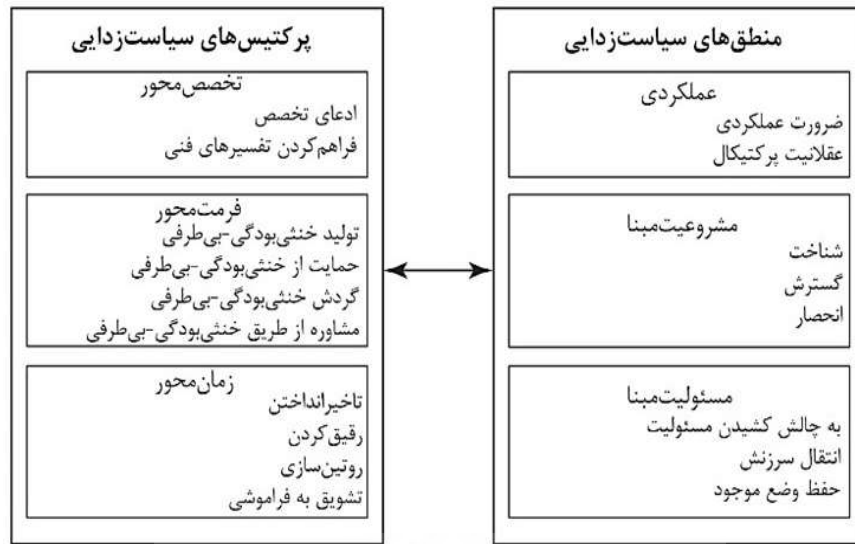 منطق‌های سیاست‌زدایی
عملکردی
ضرورت عملکردی
عقلانیت پرکتیکال
مشروعیت‌مبنا
شناخت
گسترش
انحصار
مسئولیت‌مبنا
به چالش کشیدن مسئولیت
انتقال سرزنش
حفظ وضع موجود
پرکتیس‌های سیاست‌زدایی
تخصص‌محور
ادعای تخصص
فراهم‌کردن تفسیرهای فنی
فرمت‌محور
تولید خنثی‌بودگی-بی‌طرفی
حمایت از خنثی‌بودگی-بی‌طرفی
گردش خنثی‌بودگی-بی‌طرفی
مشاوره از طریق خنثی‌بودگی-بی‌طرفی
زمان‌محور
تاخیرانداختن
رقیق‌کردن
روتین‌سازی
تشویق به فراموشی